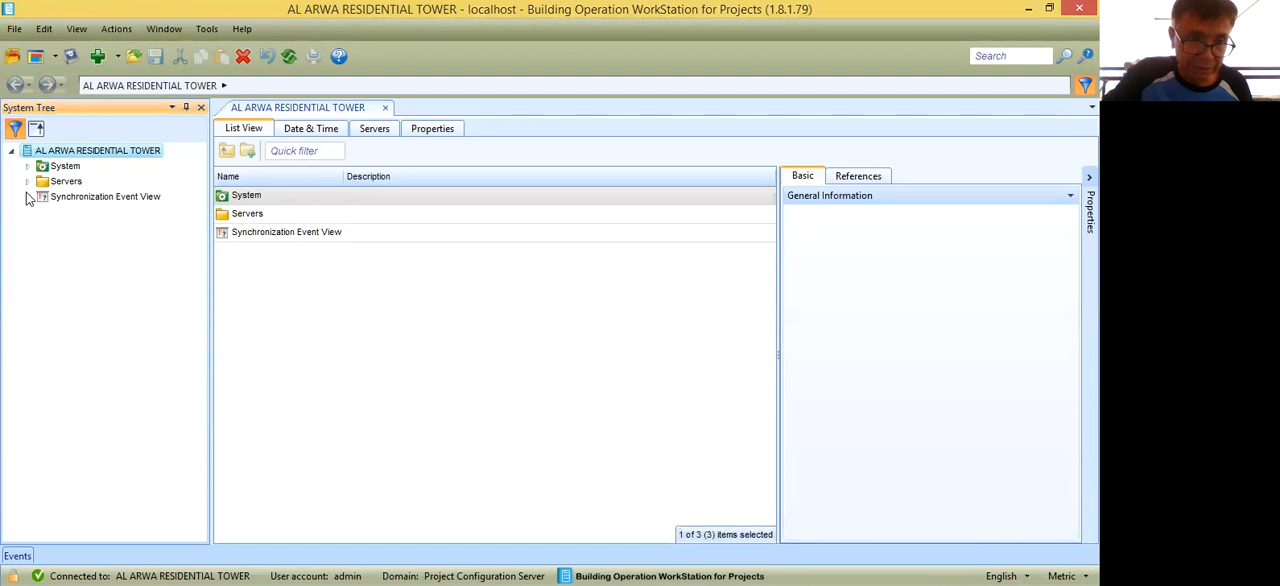 AL ARWA RESIDENTIAL TOWER - localhost - Building Operation WorkStation for Projects (1.8.1.79)
File Edit View Actions Window Tools Help
Search
AL ARWA RESIDENTIAL TOWER
System Tree
AL ARWA RESIDENTIAL TOWER
System
Servers
Synchronization Event View
AL ARWA RESIDENTIAL TOWER
List View Date & Time Servers Properties
Quick filter
Name Description
System
Servers
Synchronization Event View
1 of 3 (3) items selected
Basic References
General Information
Properties
Events
Connected to: AL ARWA RESIDENTIAL TOWER User account: admin Domain: Project Configuration Server Building Operation WorkStation for Projects English Metric